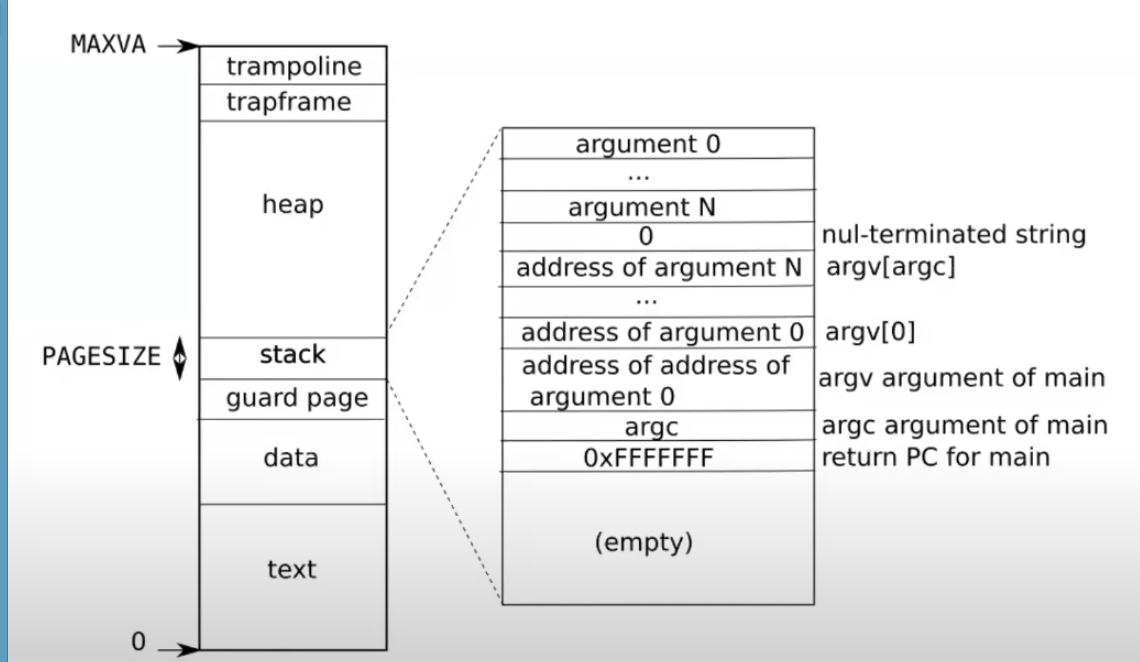 MAXVA
trampoline
trapframe
heap
PAGESIZE
stack
guard page
data
text
0
argument 0
...
argument N
0 nul-terminated string
address of argument N argv[argc]
...
address of argument 0 argv[0]
address of address of
argument 0 argv argument of main
argc argc argument of main
0xFFFFFFF return PC for main
(empty)